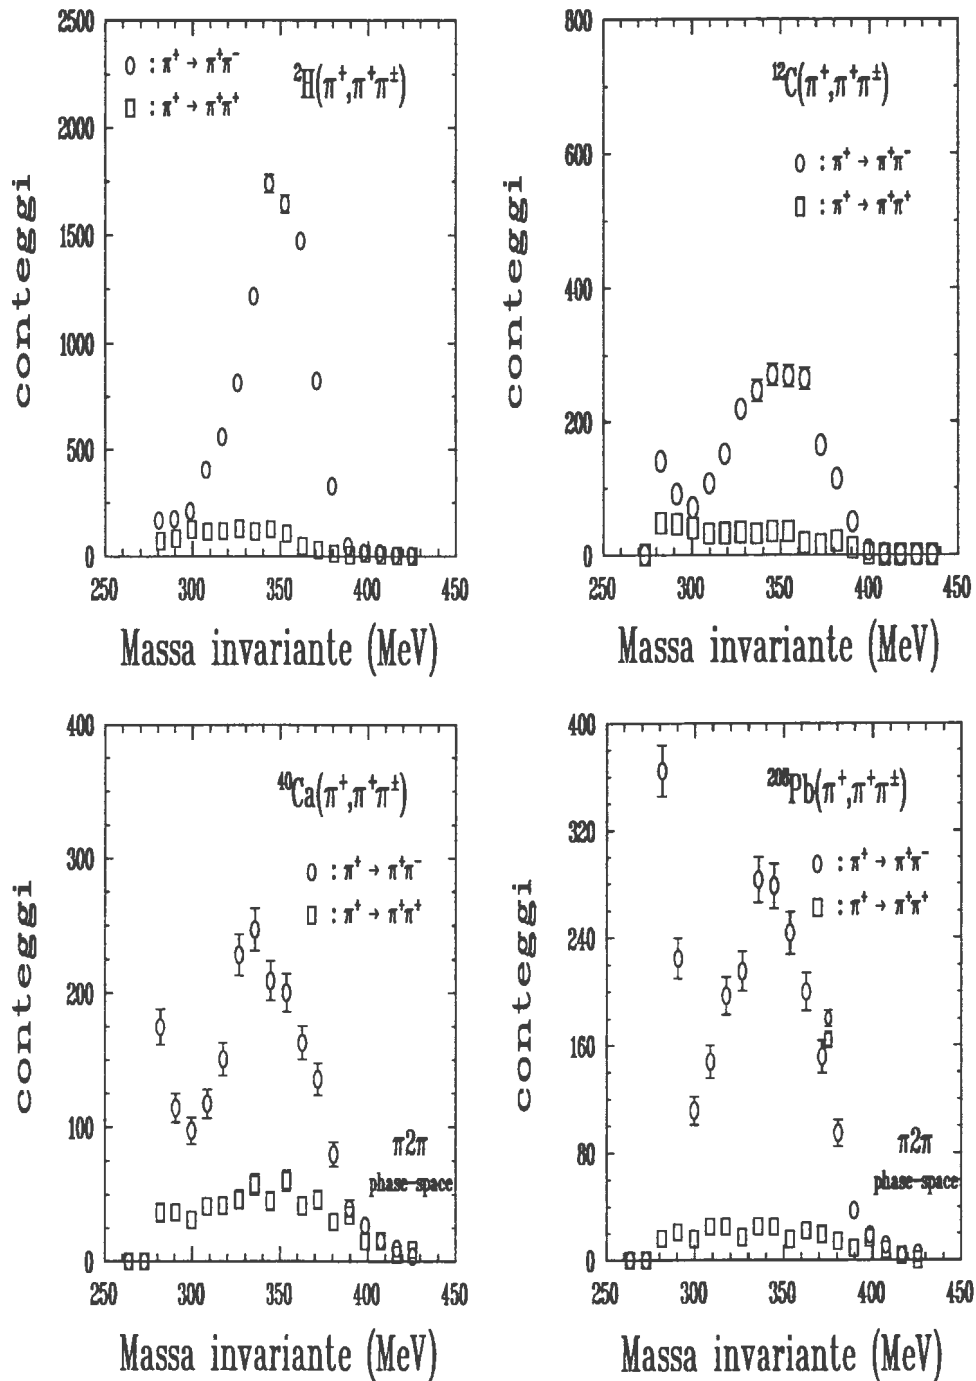 2500
2000
1500
1000
500
0
○ : π⁺ → π⁺π⁻
□ : π⁺ → π⁺π⁺
²H(π⁺,π⁺π±)
conteggi
250 300 350 400 450
Massa invariante (MeV)
800
600
400
200
0
¹²C(π⁺,π⁺π±)
○ : π⁺ → π⁺π⁻
□ : π⁺ → π⁺π⁺
conteggi
250 300 350 400 450
Massa invariante (MeV)
400
300
200
100
0
⁴⁰Ca(π⁺,π⁺π±)
○ : π⁺ → π⁺π⁻
□ : π⁺ → π⁺π⁺
conteggi
π2π
phase-space
250 300 350 400 450
Massa invariante (MeV)
400
320
240
160
80
0
²⁰⁸Pb(π⁺,π⁺π±)
○ : π⁺ → π⁺π⁻
□ : π⁺ → π⁺π⁺
conteggi
π2π
phase-space
250 300 350 400 450
Massa invariante (MeV)